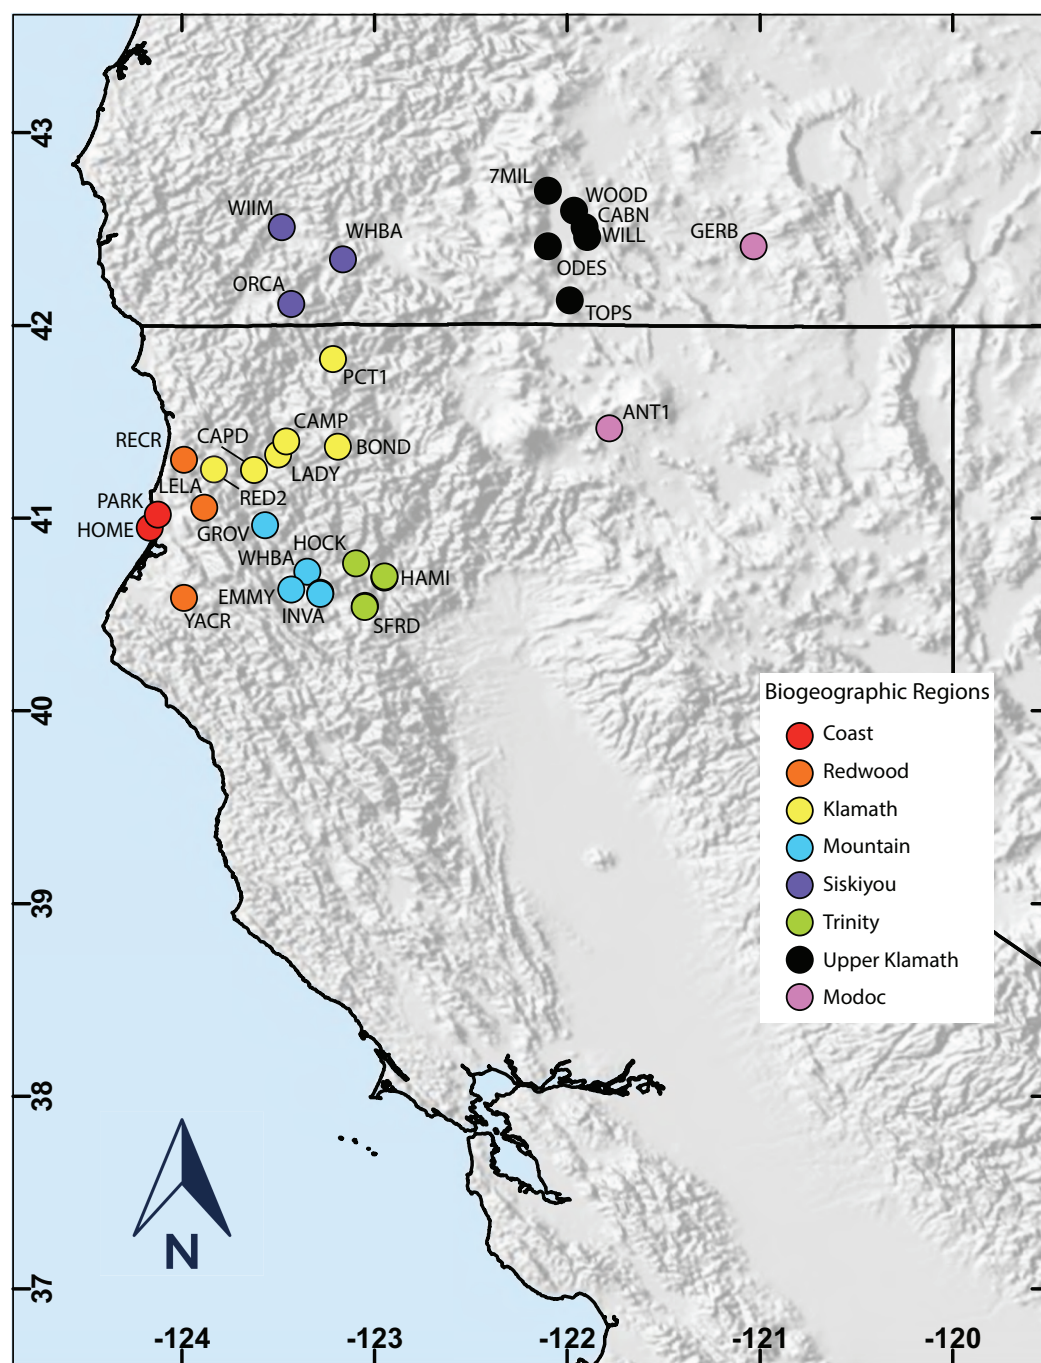 43
7MIL
WOOD
WIIM
CABN
WHBA
WILL
GERB
ODES
ORCA
TOPS
42
PCT1
ANT1
CAMP
RECR
CAPD
BOND
LADY
LELA
RED2
PARK
41
HOME
GROV
HOCK
WHBA
HAMI
EMMY
INVA
YACR
SFRD
40
Biogeographic Regions
Coast
Redwood
Klamath
Mountain
Siskiyou
Trinity
Upper Klamath
Modoc
39
38
N
37
-124
-123
-122
-121
-120